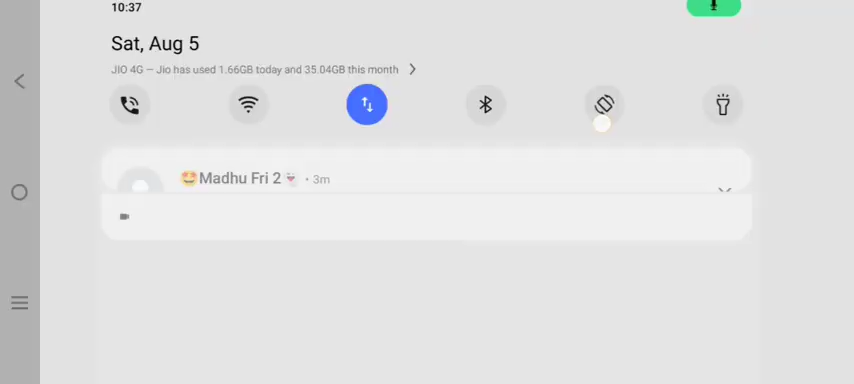 10:37
Sat, Aug 5
JIO 4G — Jio has used 1.66GB today and 35.04GB this month
🤩Madhu Fri 2👻 • 3m